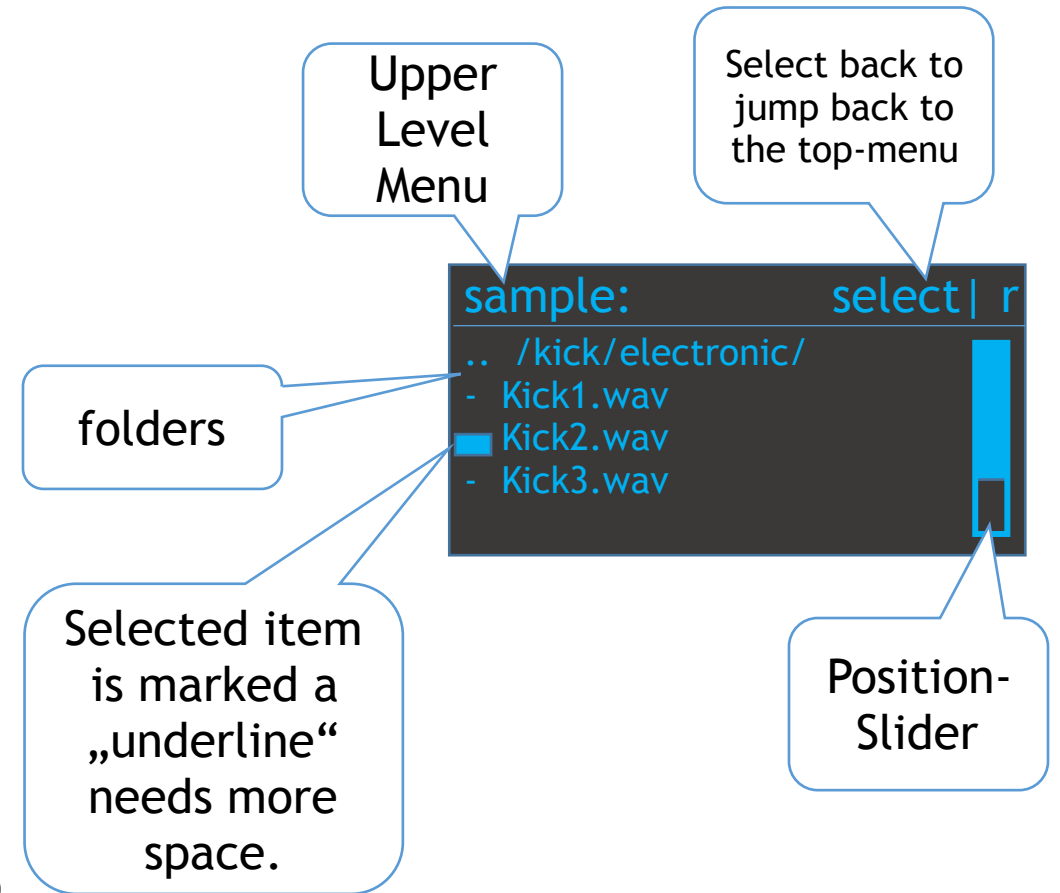 Upper
Level
Menu
Select back to
jump back to
the top-menu
sample: select| r
.. /kick/electronic/
- Kick1.wav
Kick2.wav
- Kick3.wav
folders
Selected item
is marked a
„underline“
needs more
space.
Position-
Slider